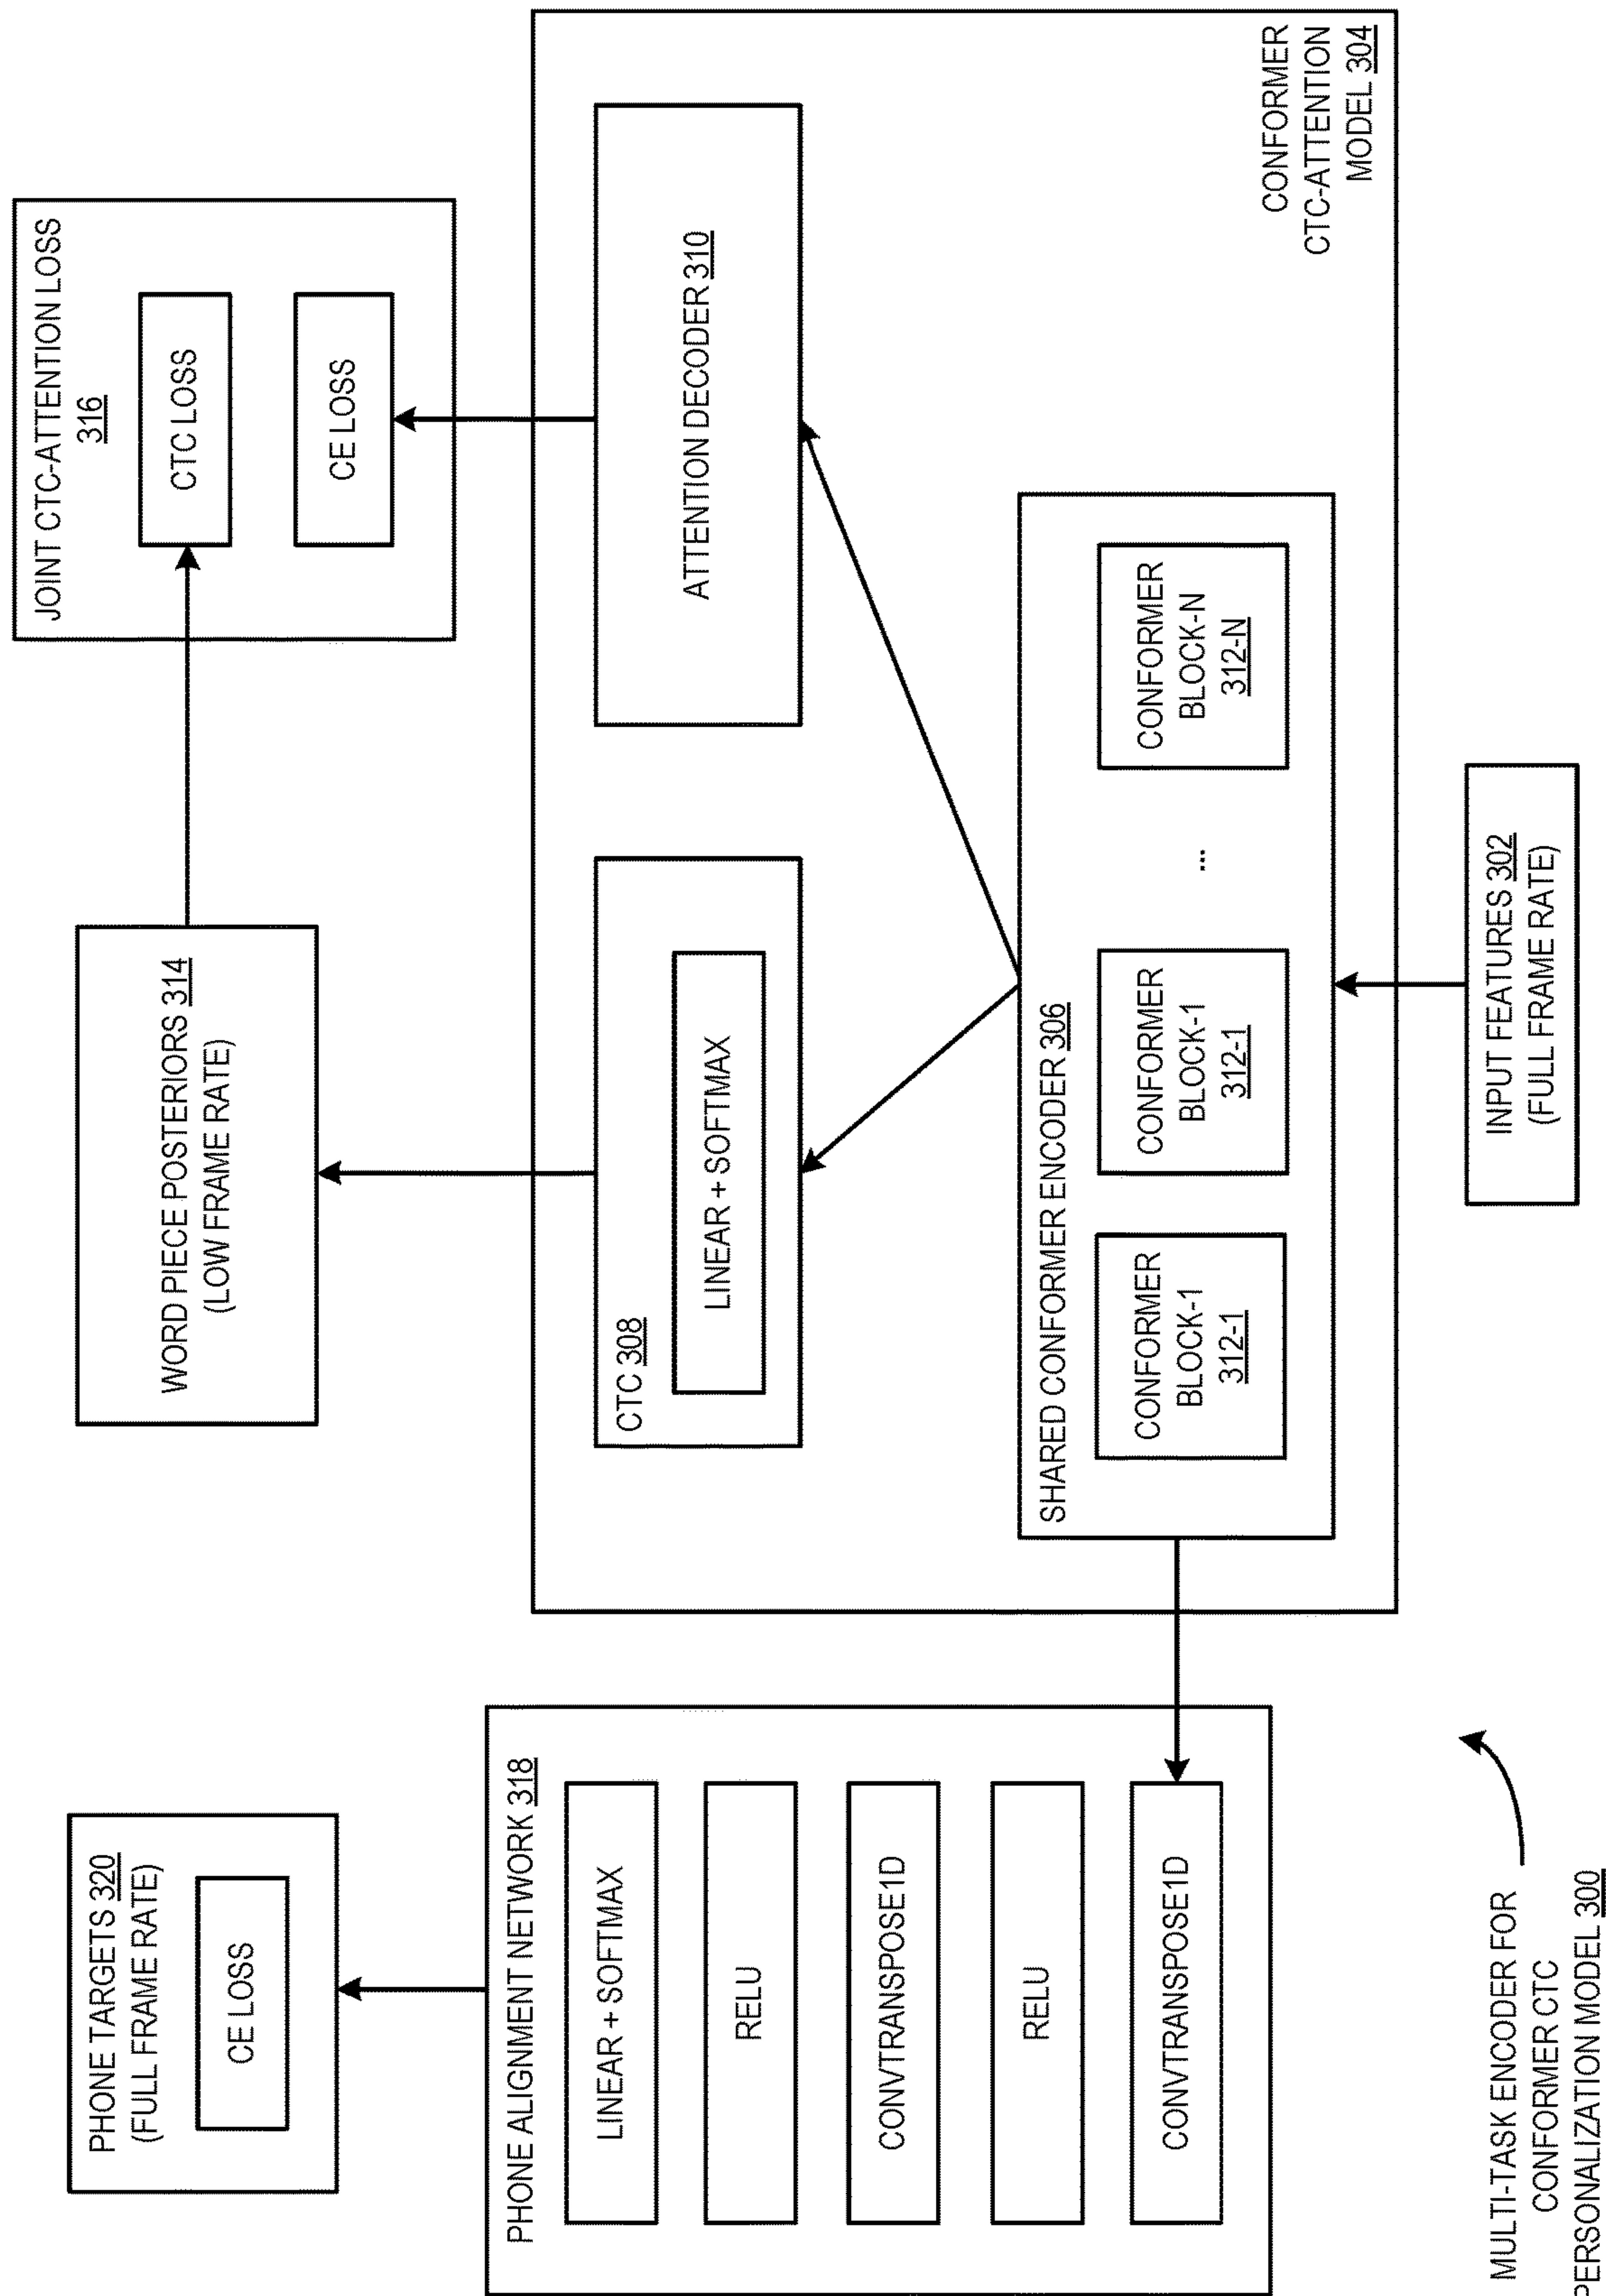 PHONE TARGETS 320
(FULL FRAME RATE)
CE LOSS
WORD PIECE POSTERIORS 314
(LOW FRAME RATE)
JOINT CTC-ATTENTION LOSS
316
CTC LOSS
CE LOSS
PHONE ALIGNMENT NETWORK 318
LINEAR + SOFTMAX
RELU
CONVTRANSPOSE1D
RELU
CONVTRANSPOSE1D
CTC 308
LINEAR + SOFTMAX
ATTENTION DECODER 310
SHARED CONFORMER ENCODER 306
CONFORMER
BLOCK-1
312-1
CONFORMER
BLOCK-1
312-1
...
CONFORMER
BLOCK-N
312-N
CONFORMER
CTC-ATTENTION
MODEL 304
INPUT FEATURES 302
(FULL FRAME RATE)
MULTI-TASK ENCODER FOR
CONFORMER CTC
PERSONALIZATION MODEL 300